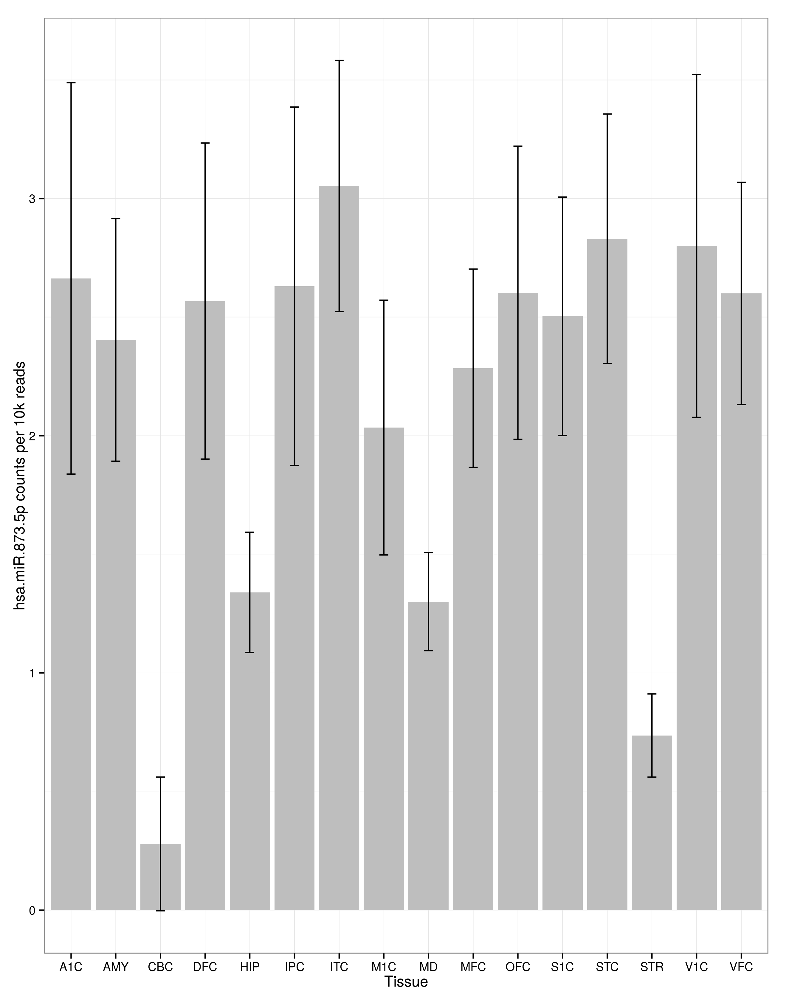 hsa.miR.873.5p counts per 10k reads
3
2
1
0
A1C AMY CBC DFC HIP IPC ITC M1C MD MFC OFC S1C STC STR V1C VFC
Tissue